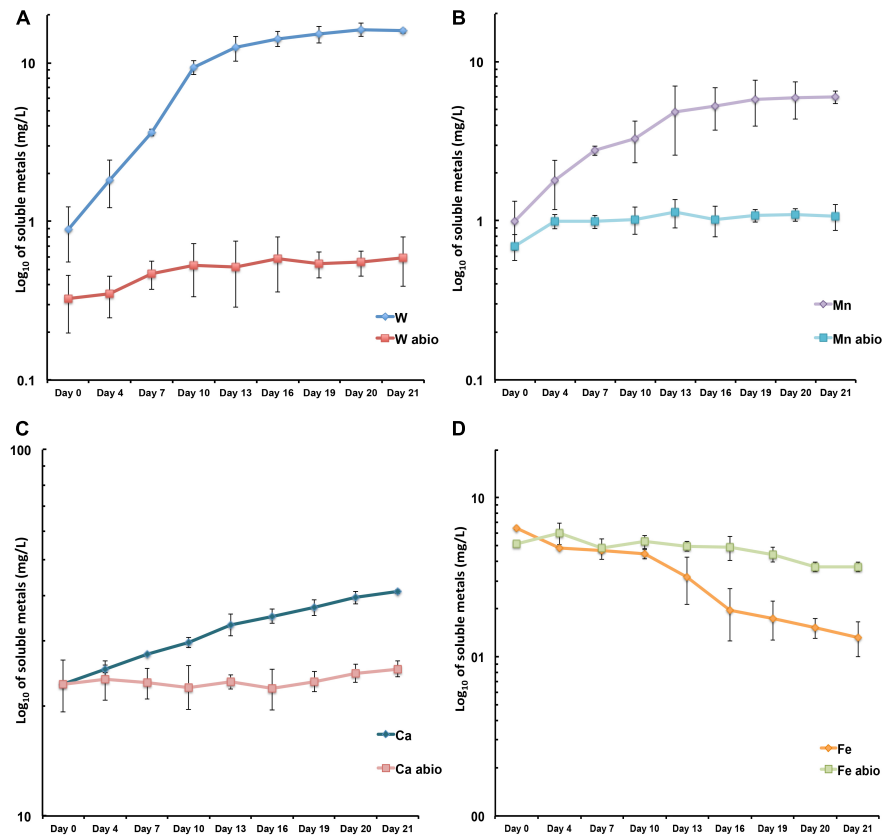 A
Log10 of soluble metals (mg/L)
10
1
0.1
W
W abio
Day 0 Day 4 Day 7 Day 10 Day 13 Day 16 Day 19 Day 20 Day 21
B
Log10 of soluble metals (mg/L)
10
1
0.1
Mn
Mn abio
Day 0 Day 4 Day 7 Day 10 Day 13 Day 16 Day 19 Day 20 Day 21
C
Log10 of soluble metals (mg/L)
100
10
Ca
Ca abio
Day 0 Day 4 Day 7 Day 10 Day 13 Day 16 Day 19 Day 20 Day 21
D
Log10 of soluble metals (mg/L)
10
01
00
Fe
Fe abio
Day 0 Day 4 Day 7 Day 10 Day 13 Day 16 Day 19 Day 20 Day 21